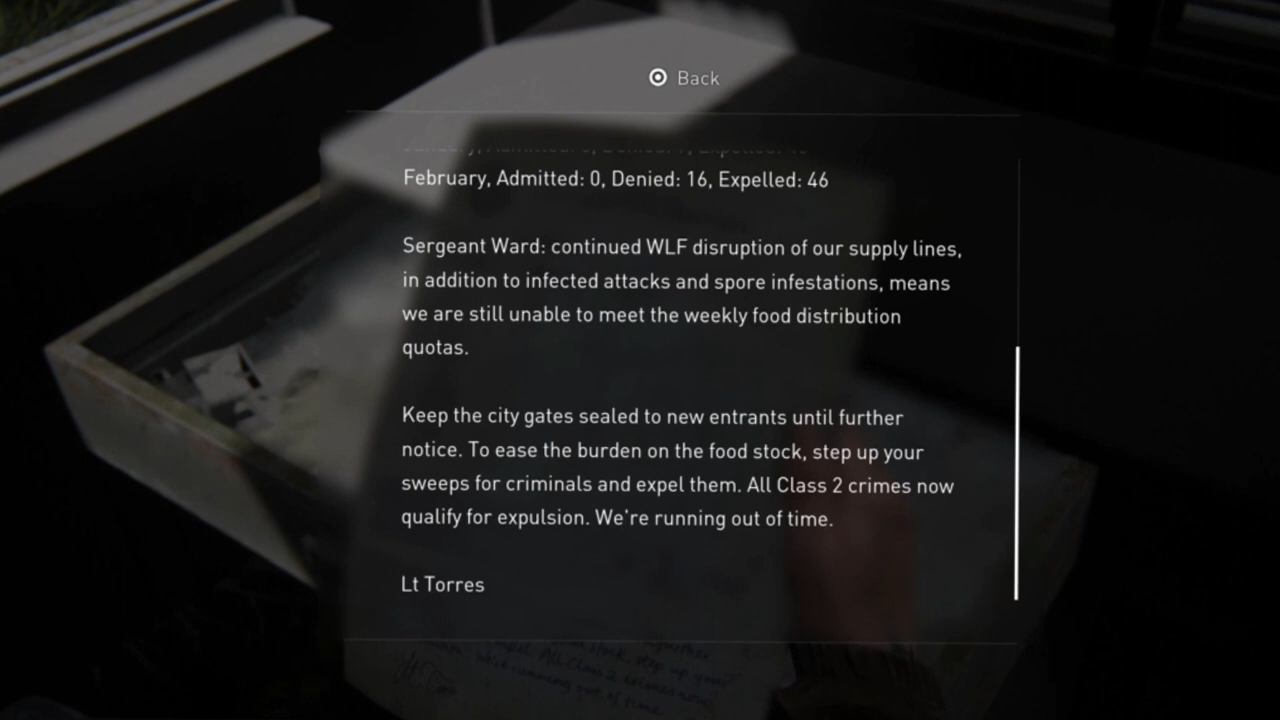 Back
February, Admitted: 0, Denied: 16, Expelled: 46
Sergeant Ward: continued WLF disruption of our supply lines,
in addition to infected attacks and spore infestations, means
we are still unable to meet the weekly food distribution
quotas.
Keep the city gates sealed to new entrants until further
notice. To ease the burden on the food stock, step up your
sweeps for criminals and expel them. All Class 2 crimes now
qualify for expulsion. We're running out of time.
Lt Torres